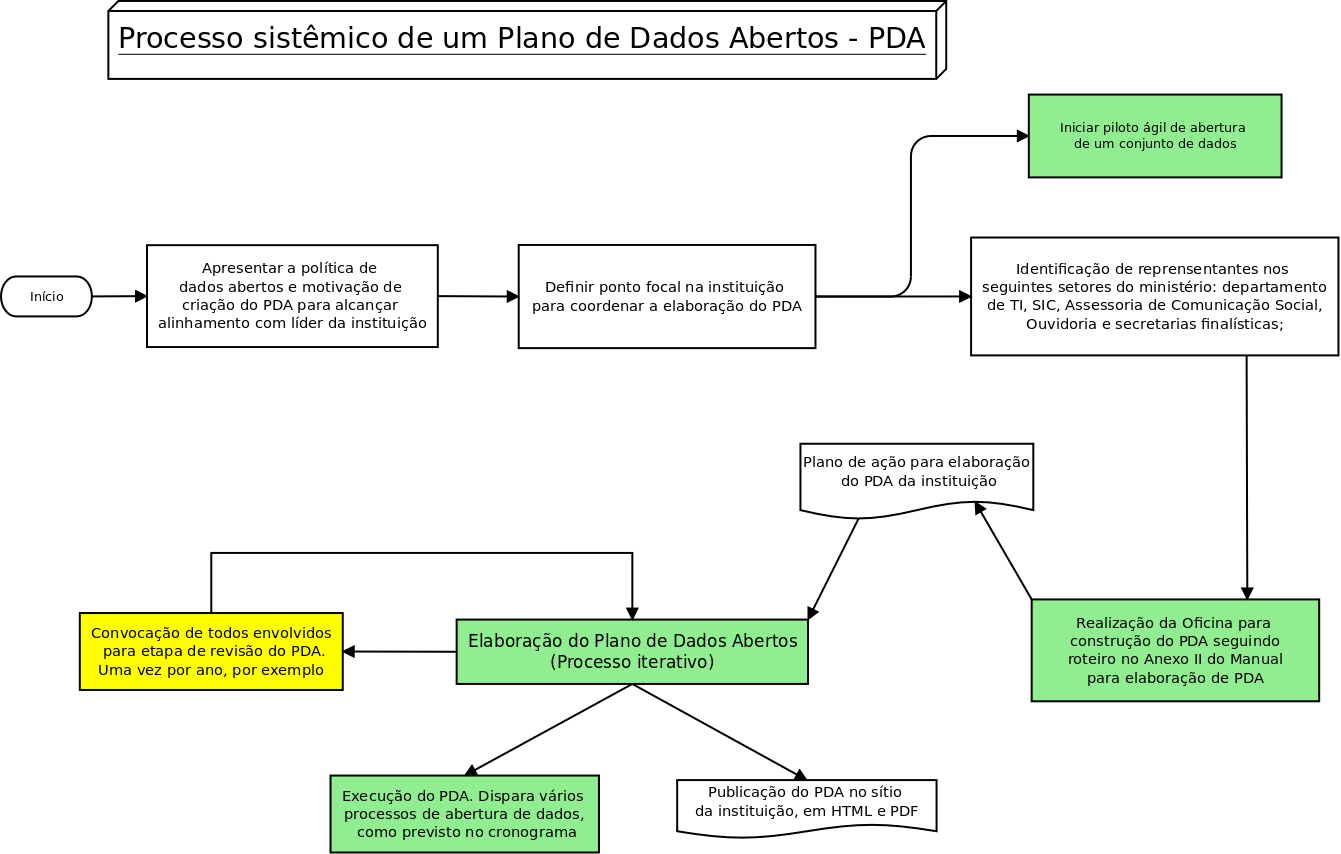 Processo sistêmico de um Plano de Dados Abertos - PDA
Iniciar piloto ágil de abertura
de um conjunto de dados
Início
Apresentar a política de
dados abertos e motivação de
criação do PDA para alcançar
alinhamento com líder da instituição
Definir ponto focal na instituição
para coordenar a elaboração do PDA
Identificação de reprensentantes nos
seguintes setores do ministério: departamento
de TI, SIC, Assessoria de Comunicação Social,
Ouvidoria e secretarias finalísticas;
Plano de ação para elaboração
do PDA da instituição
Realização da Oficina para
construção do PDA seguindo
roteiro no Anexo II do Manual
para elaboração de PDA
Elaboração do Plano de Dados Abertos
(Processo iterativo)
Convocação de todos envolvidos
para etapa de revisão do PDA.
Uma vez por ano, por exemplo
Execução do PDA. Dispara vários
processos de abertura de dados,
como previsto no cronograma
Publicação do PDA no sítio
da instituição, em HTML e PDF